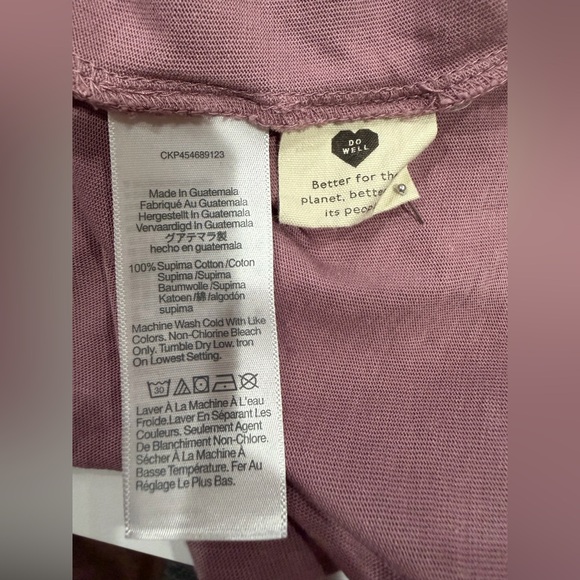 CKP454689123
Made In Guatemala
Fabriqué Au Guatemala
Hergestellt In Guatemala
Vervaardigd In Guatemala
グアテマラ製
hecho en guatemala
100% Supima Cotton /Coton
Supima /Supima
Baumwolle /Supima
Katoen /綿 /algodón
supima
Machine Wash Cold With Like
Colors. Non-Chlorine Bleach
Only. Tumble Dry Low. Iron
On Lowest Setting.
30
Laver À La Machine À L'eau
Froide.Laver En Séparant Les
Couleurs. Seulement Agent
De Blanchiment Non-Chlore.
Sécher À La Machine À
Basse Température. Fer Au
Réglage Le Plus Bas.
DO
WELL
Better for the
planet, better
its